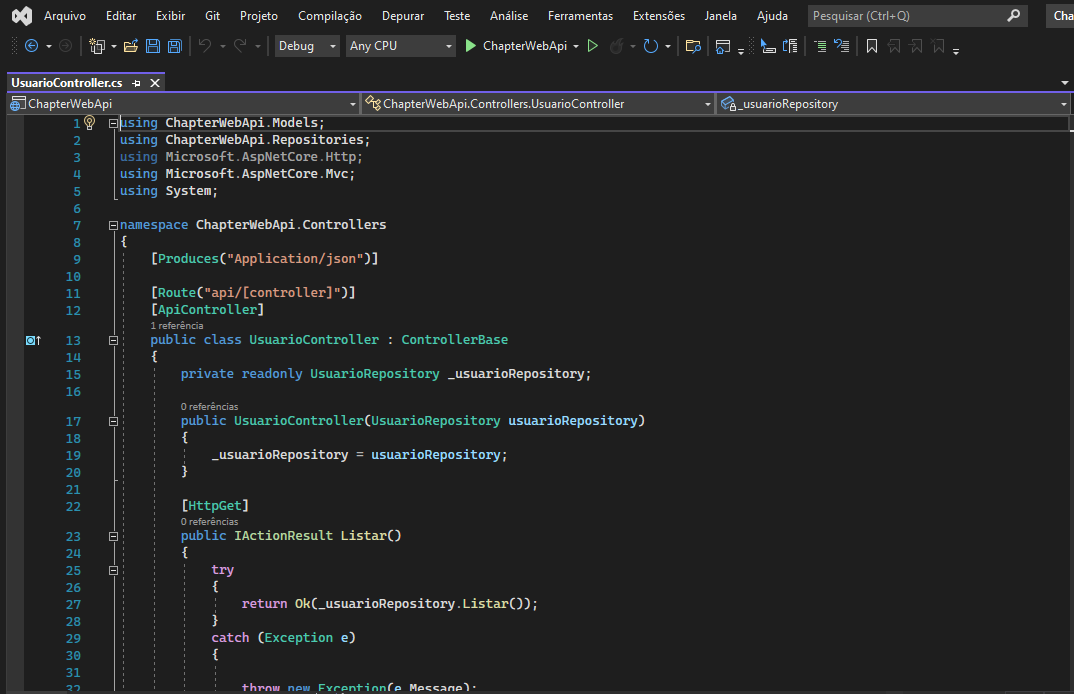 Arquivo Editar Exibir Git Projeto Compilação Depurar Teste Análise Ferramentas Extensões Janela Ajuda Pesquisar (Ctrl+Q) Cha
Debug Any CPU ChapterWebApi
UsuarioController.cs
ChapterWebApi ChapterWebApi.Controllers.UsuarioController _usuarioRepository
1 using ChapterWebApi.Models;
2 using ChapterWebApi.Repositories;
3 using Microsoft.AspNetCore.Http;
4 using Microsoft.AspNetCore.Mvc;
5 using System;
6
7 namespace ChapterWebApi.Controllers
8 {
9 [Produces("Application/json")]
10
11 [Route("api/[controller]")]
12 [ApiController]
1 referência
13 public class UsuarioController : ControllerBase
14 {
15 private readonly UsuarioRepository _usuarioRepository;
16
0 referências
17 public UsuarioController(UsuarioRepository usuarioRepository)
18 {
19 _usuarioRepository = usuarioRepository;
20 }
21
22 [HttpGet]
0 referências
23 public IActionResult Listar()
24 {
25 try
26 {
27 return Ok(_usuarioRepository.Listar());
28 }
29 catch (Exception e)
30 {
31
32 throw new Exception(e.Message);